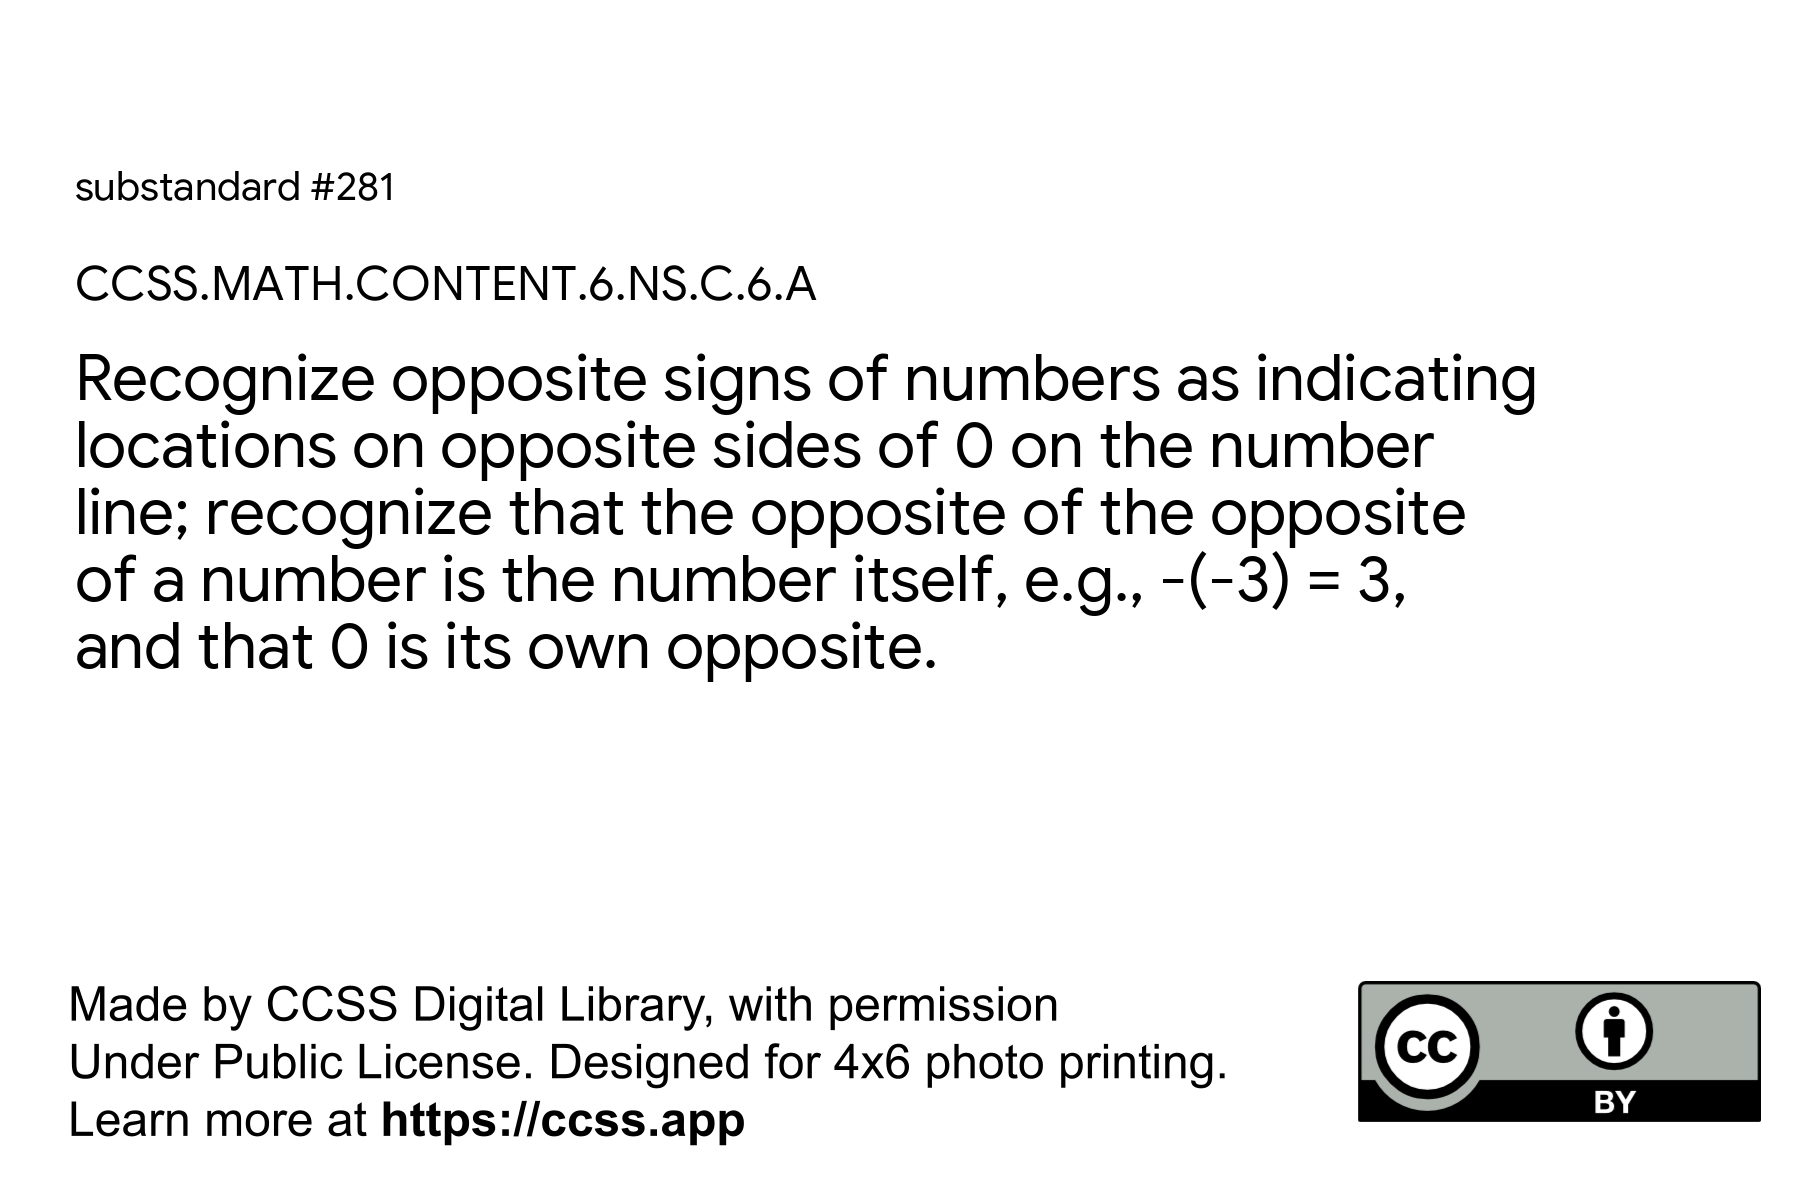 substandard #281
CCSS.MATH.CONTENT.6.NS.C.6.A
Recognize opposite signs of numbers as indicating
locations on opposite sides of 0 on the number
line; recognize that the opposite of the opposite
of a number is the number itself, e.g., -(-3) = 3,
and that 0 is its own opposite.
Made by CCSS Digital Library, with permission
Under Public License. Designed for 4x6 photo printing.
Learn more at https://ccss.app
cc
BY